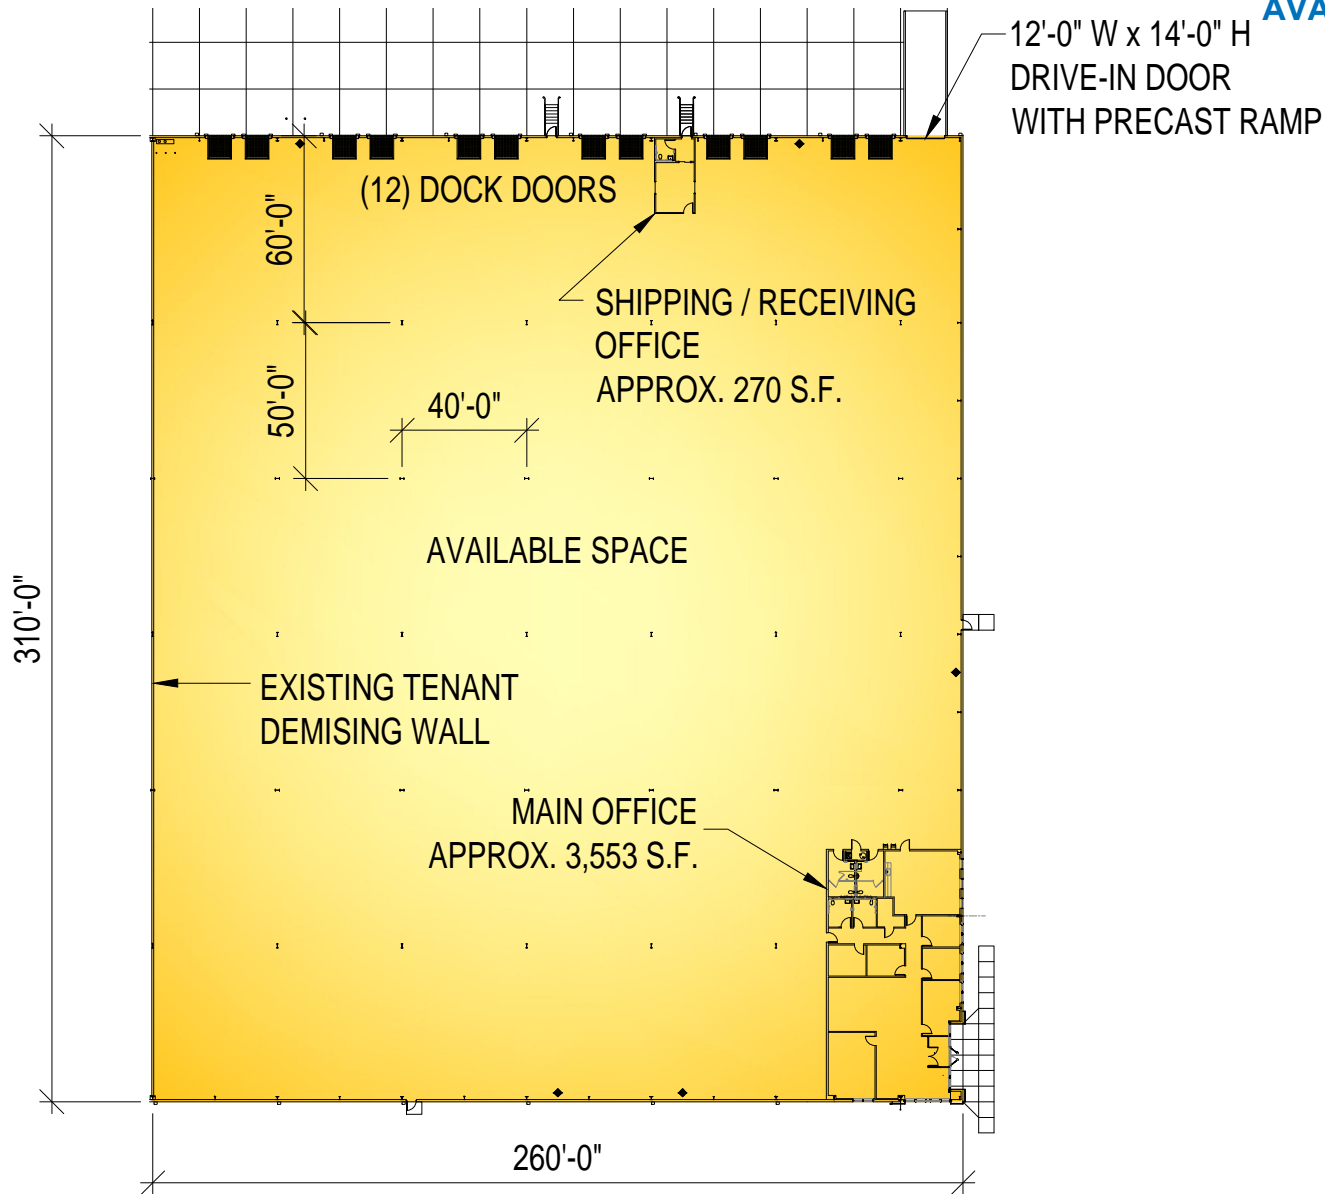 AVA
12'-0" W x 14'-0" H
DRIVE-IN DOOR
WITH PRECAST RAMP
(12) DOCK DOORS
60'-0"
SHIPPING / RECEIVING
OFFICE
APPROX. 270 S.F.
50'-0"
40'-0"
AVAILABLE SPACE
310'-0"
EXISTING TENANT
DEMISING WALL
MAIN OFFICE
APPROX. 3,553 S.F.
260'-0"